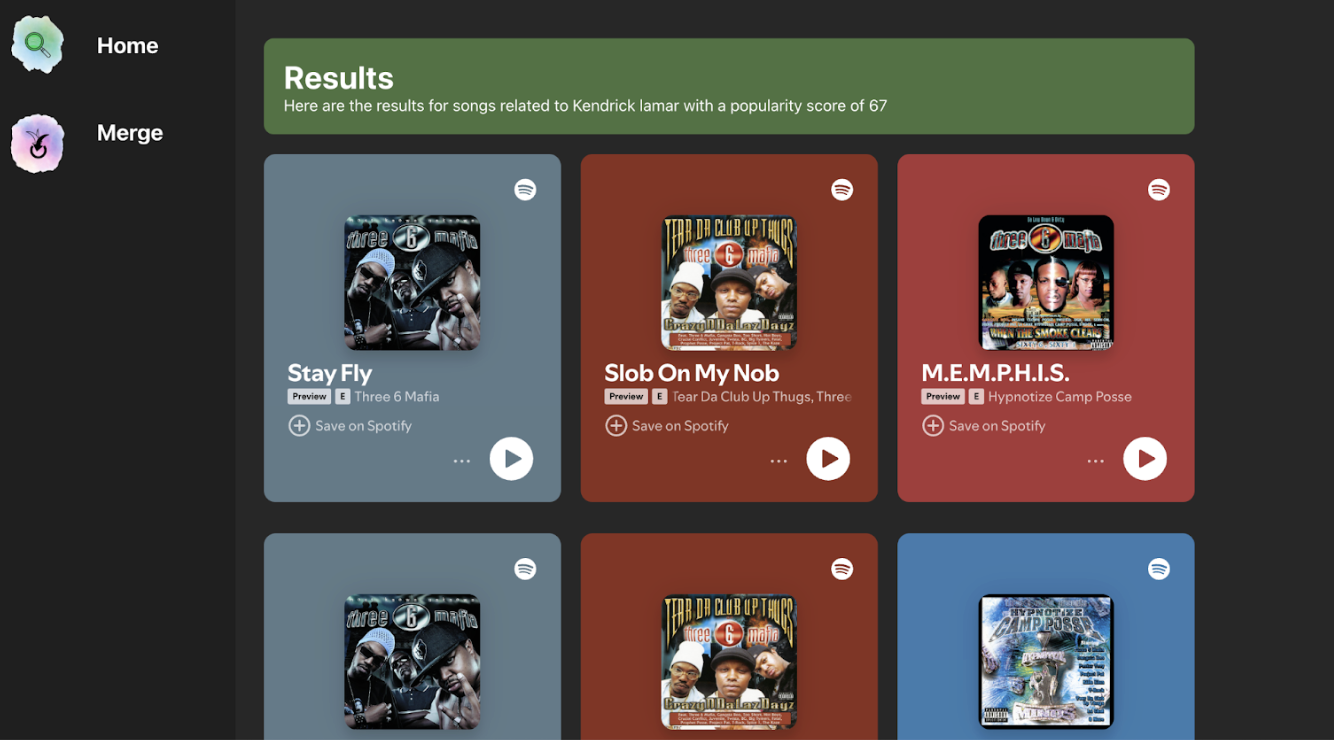 Home
Merge
Results
Here are the results for songs related to Kendrick lamar with a popularity score of 67
three 6 mafia
TEAR DA CLUB UP THUGS
three 6 mafia
CrazyNDaLazDayz
three 6 mafia
WHEN THE SMOKE CLEARS
Stay Fly
Preview E Three 6 Mafia
Save on Spotify
Slob On My Nob
Preview E Tear Da Club Up Thugs, Three
Save on Spotify
M.E.M.P.H.I.S.
Preview E Hypnotize Camp Posse
Save on Spotify
three 6 mafia
TEAR DA CLUB UP THUGS
three 6 mafia
CrazyNDaLazDayz
HYPNOTIZE
CAMP POSSE